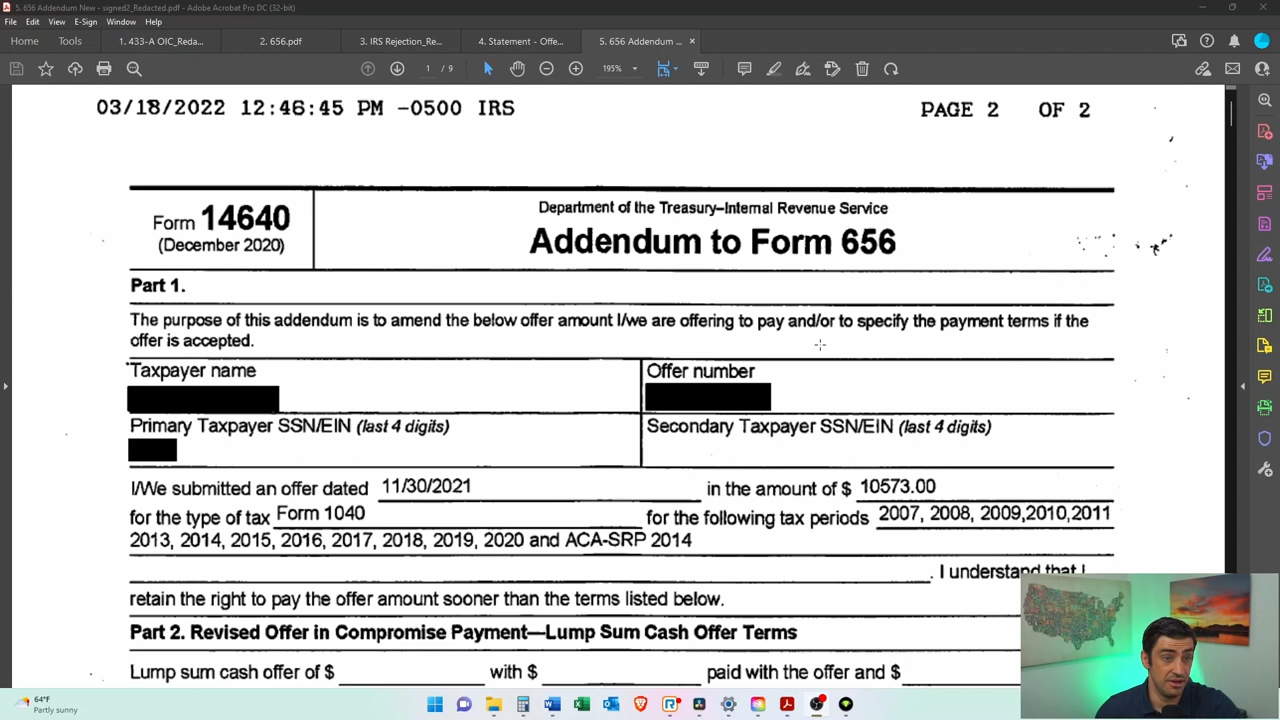 5. 656 Addendum New - signed2_Redacted.pdf - Adobe Acrobat Pro DC (32-bit)
File Edit View E-Sign Window Help
Home Tools 1. 433-A OIC_Reda... 2. 656.pdf 3. IRS Rejection_Re... 4. Statement - Offe... 5. 656 Addendum ... ×
1 / 9 195%
03/18/2022 12:46:45 PM -0500 IRS PAGE 2 OF 2
Form 14640
(December 2020)
Department of the Treasury–Internal Revenue Service
Addendum to Form 656
Part 1.
The purpose of this addendum is to amend the below offer amount I/we are offering to pay and/or to specify the payment terms if the
offer is accepted.
Taxpayer name
Offer number
Primary Taxpayer SSN/EIN (last 4 digits)
Secondary Taxpayer SSN/EIN (last 4 digits)
I/We submitted an offer dated 11/30/2021 in the amount of $ 10573.00
for the type of tax Form 1040 for the following tax periods 2007, 2008, 2009,2010,2011
2013, 2014, 2015, 2016, 2017, 2018, 2019, 2020 and ACA-SRP 2014
. I understand that I
retain the right to pay the offer amount sooner than the terms listed below.
Part 2. Revised Offer in Compromise Payment—Lump Sum Cash Offer Terms
Lump sum cash offer of $ with $ paid with the offer and $
64°F
Partly sunny